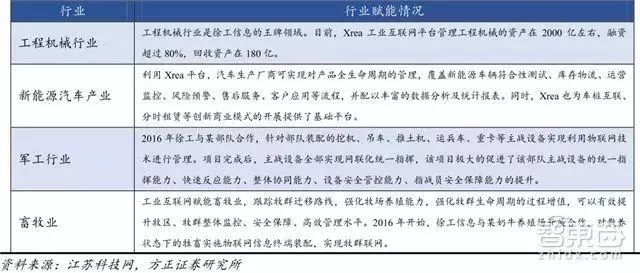 行业 行业赋能情况
工程机械行业是徐工信息的王牌领域。目前，Xrea 工业互联网平台管理工程机械的资产在 2000 亿左右，融资
工程机械行业
超过80%，回收资产在 180 亿。
利用 Xrea 平台，汽车生产厂商可实现对产品全生命周期的管理，覆盖新能源车辆符合性测试、库存物流、运营
新能源汽车产业
监控、风险预警、售后服务、客户应用等流程，并配以丰富的数据分析及统计报表。同时，Xrea 也为车桩互联、
分时租赁等创新商业模式的开展提供了基础平台。
2016 年徐工与某部队合作，针对部队装配的挖机、吊车、推土机、运兵车、重卡等主战设备实现利用物联网技
军工行业
术进行管理。项目完成后，主战设备全部实现网联化统一指挥，该项目极大的促进了该部队主战设备的统一指
挥能力、快速反应能力、整体协同能力、设备安全管控能力、指战员安全保障能力的提升。
工业互联网赋能畜牧业，跟踪牧群迁移路线，强化牧场养殖能力，强化牧群生命周期的过程增值，可以有效提
畜牧业
升牧区、牧群整体监控、安全保障、高效管理水平。2016 年开始，徐工信息与某奶牛养殖场开展合作，对散养
状态下的牲畜实施物联网信息终端装配，实现牧群联网。
资料来源：江苏科技网，方正证券研究所
智东西
zhidx.com